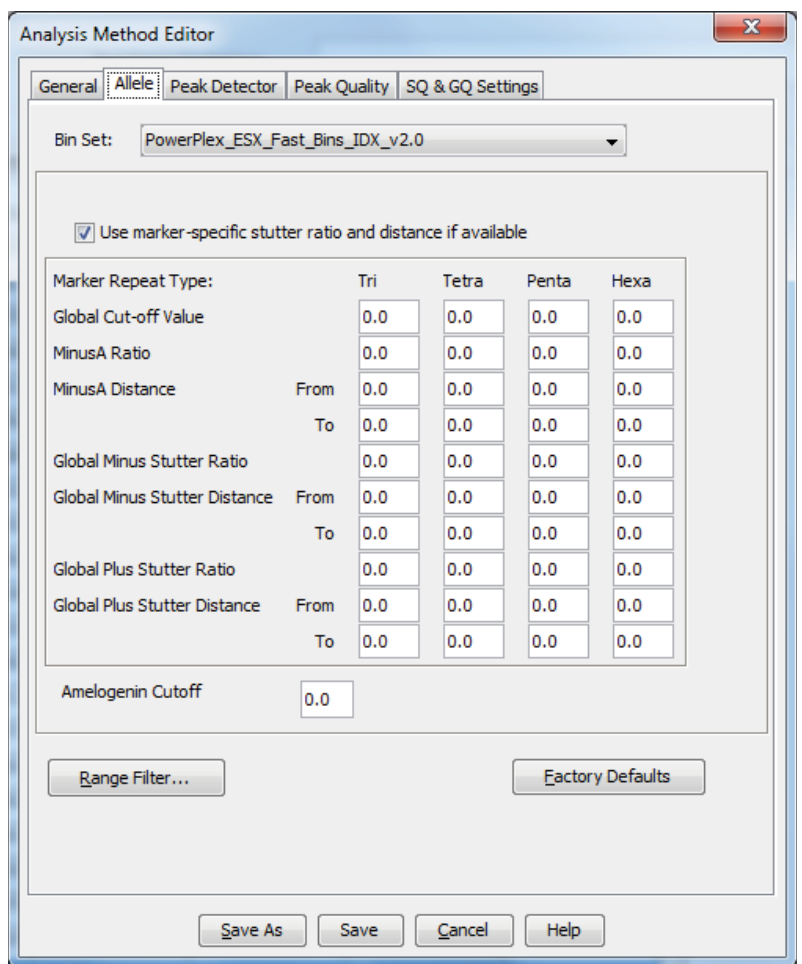 Analysis Method Editor
General Allele Peak Detector Peak Quality SQ & GQ Settings
Bin Set: PowerPlex_ESX_Fast_Bins_IDX_v2.0
Use marker-specific stutter ratio and distance if available
Marker Repeat Type: Tri Tetra Penta Hexa
Global Cut-off Value 0.0 0.0 0.0 0.0
MinusA Ratio 0.0 0.0 0.0 0.0
MinusA Distance From 0.0 0.0 0.0 0.0
To 0.0 0.0 0.0 0.0
Global Minus Stutter Ratio 0.0 0.0 0.0 0.0
Global Minus Stutter Distance From 0.0 0.0 0.0 0.0
To 0.0 0.0 0.0 0.0
Global Plus Stutter Ratio 0.0 0.0 0.0 0.0
Global Plus Stutter Distance From 0.0 0.0 0.0 0.0
To 0.0 0.0 0.0 0.0
Amelogenin Cutoff 0.0
Range Filter... Factory Defaults
Save As Save Cancel Help